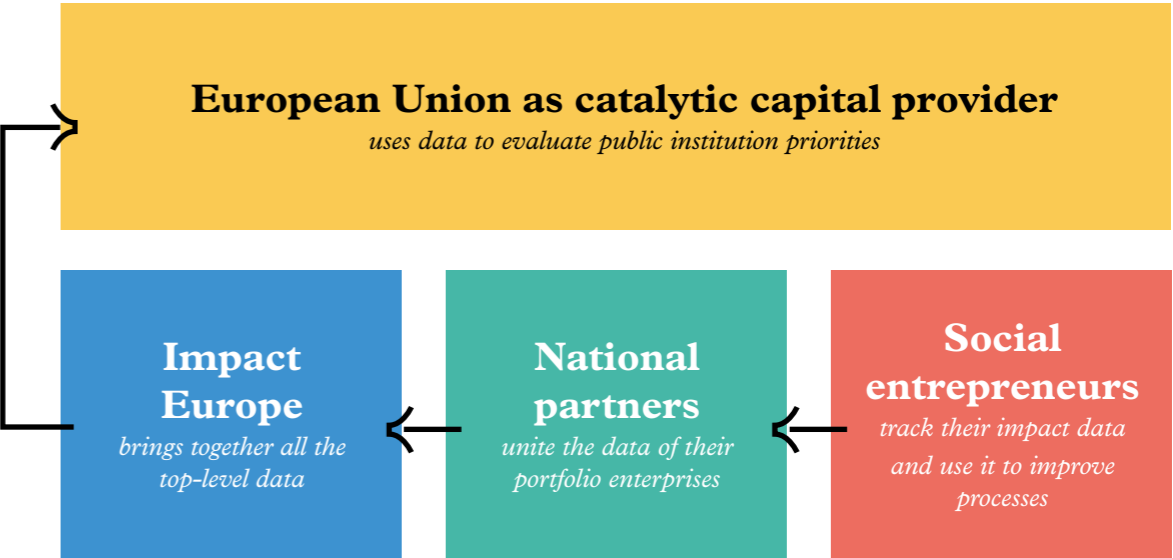 European Union as catalytic capital provider
uses data to evaluate public institution priorities
Impact
Europe
brings together all the
top-level data
National
partners
unite the data of their
portfolio enterprises
Social
entrepreneurs
track their impact data
and use it to improve
processes